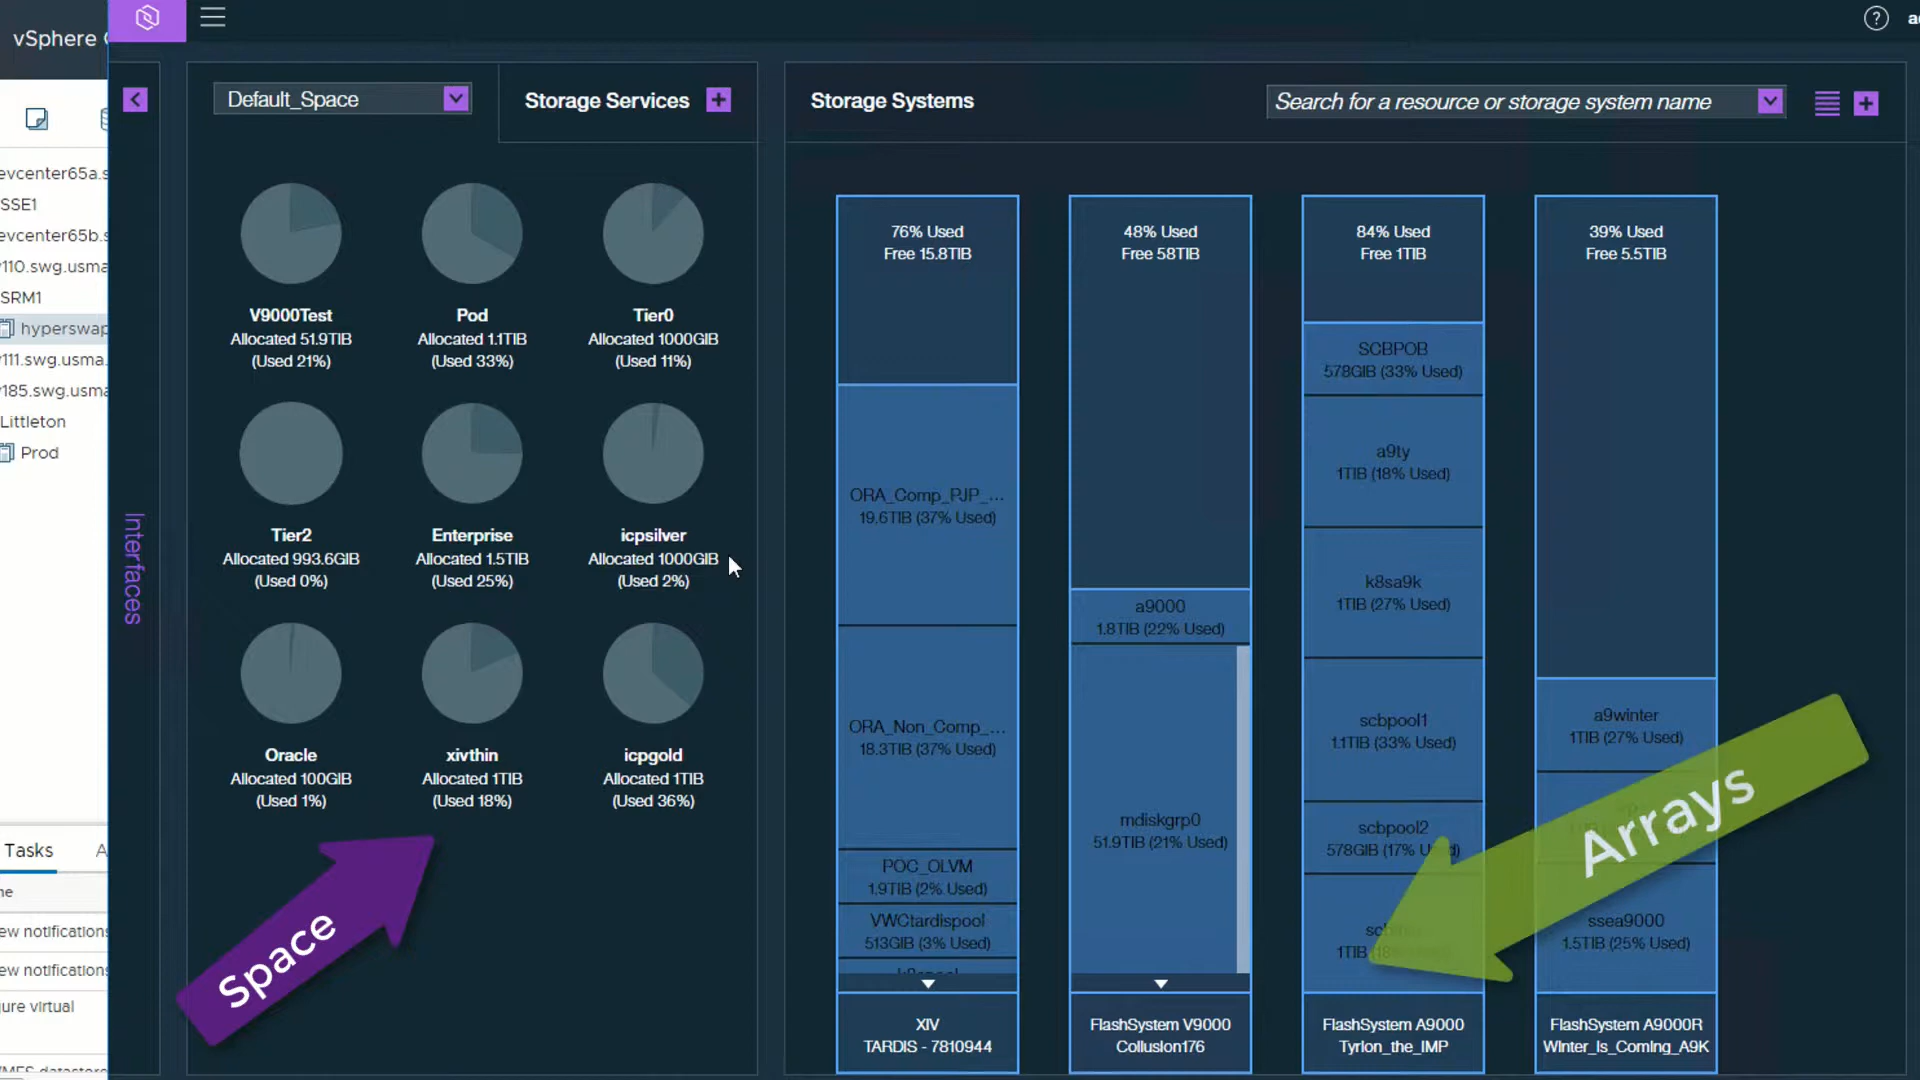 vSphere
evcenter65a.s
SSE1
evcenter65b.s
110.swg.usma
SRM1
hyperswap
111.swg.usma.
185.swg.usma
Littleton
Prod
Tasks
A
ne
ew notifications
ew notifications
ure virtual
Interfaces
Default_Space
Storage Services
V9000Test
Allocated 51.9TIB
(Used 21%)
Pod
Allocated 1.1TIB
(Used 33%)
Tier0
Allocated 1000GIB
(Used 11%)
Tier2
Allocated 993.6GIB
(Used 0%)
Enterprise
Allocated 1.5TIB
(Used 25%)
icpsilver
Allocated 1000GIB
(Used 2%)
Oracle
Allocated 100GIB
(Used 1%)
xivthin
Allocated 1TIB
(Used 18%)
icpgold
Allocated 1TIB
(Used 36%)
Space
Storage Systems
Search for a resource or storage system name
?
76% Used
Free 15.8TIB
ORA_Comp_PJP_...
19.6TIB (37% Used)
ORA_Non_Comp_...
18.3TIB (37% Used)
POC_OLVM
1.9TIB (2% Used)
VWCtardispool
513GIB (3% Used)
XIV
TARDIS - 7810944
48% Used
Free 58TIB
a9000
1.8TIB (22% Used)
mdiskgrp0
51.9TIB (21% Used)
FlashSystem V9000
Collusion176
84% Used
Free 1TIB
SCBPOB
578GIB (33% Used)
a9ty
1TIB (18% Used)
k8sa9k
1TIB (27% Used)
scbpool1
1.1TIB (33% Used)
scbpool2
578GIB (17% Used)
1TIB
FlashSystem A9000
Tyrion_the_IMP
39% Used
Free 5.5TIB
a9winter
1TIB (27% Used)
ssea9000
1.5TIB (25% Used)
FlashSystem A9000R
Winter_Is_Coming_A9K
Arrays